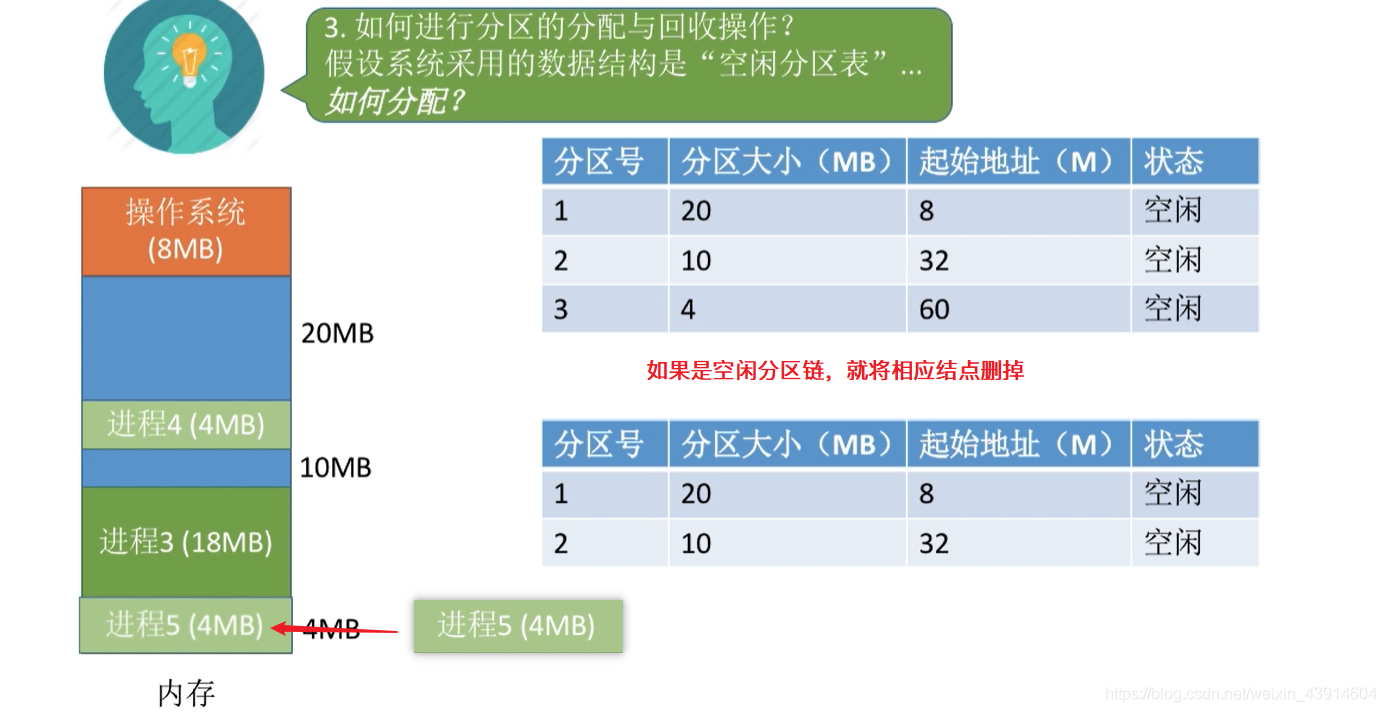 3. 如何进行分区的分配与回收操作？
假设系统采用的数据结构是“空闲分区表”...
如何分配？
分区号 分区大小（MB） 起始地址（M） 状态
1 20 8 空闲
2 10 32 空闲
3 4 60 空闲
如果是空闲分区链，就将相应结点删掉
分区号 分区大小（MB） 起始地址（M） 状态
1 20 8 空闲
2 10 32 空闲
操作系统
(8MB)
20MB
进程4 (4MB)
10MB
进程3 (18MB)
进程5 (4MB) 4MB 进程5 (4MB)
内存
https://blog.csdn.net/weixin_43914604